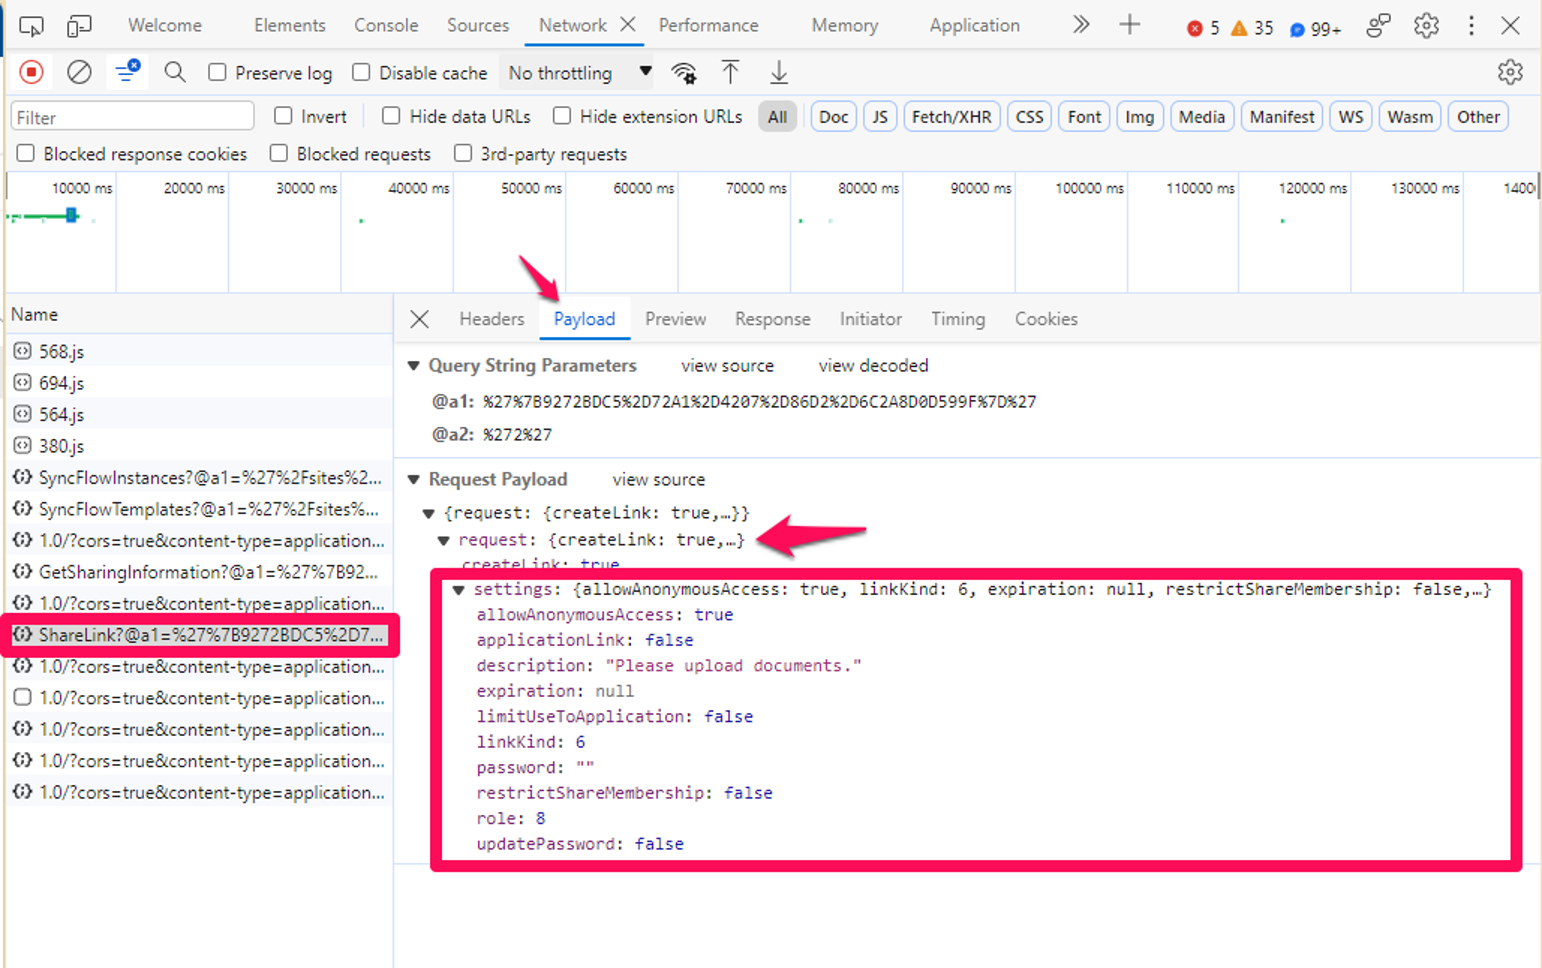 Welcome Elements Console Sources Network Performance Memory Application 5 35 99+
Preserve log Disable cache No throttling
Filter Invert Hide data URLs Hide extension URLs All Doc JS Fetch/XHR CSS Font Img Media Manifest WS Wasm Other
Blocked response cookies Blocked requests 3rd-party requests
10000 ms 20000 ms 30000 ms 40000 ms 50000 ms 60000 ms 70000 ms 80000 ms 90000 ms 100000 ms 110000 ms 120000 ms 130000 ms 1400
Name
568.js
694.js
564.js
380.js
SyncFlowInstances?@a1=%27%2Fsites%2...
SyncFlowTemplates?@a1=%27%2Fsites%...
1.0/?cors=true&content-type=application...
GetSharingInformation?@a1=%27%7B92...
1.0/?cors=true&content-type=application...
ShareLink?@a1=%27%7B9272BDC5%2D7...
1.0/?cors=true&content-type=application...
1.0/?cors=true&content-type=application...
1.0/?cors=true&content-type=application...
1.0/?cors=true&content-type=application...
1.0/?cors=true&content-type=application...
Headers Payload Preview Response Initiator Timing Cookies
Query String Parameters view source view decoded
@a1: %27%7B9272BDC5%2D72A1%2D4207%2D86D2%2D6C2A8D0D599F%7D%27
@a2: %272%27
Request Payload view source
{request: {createLink: true,…}}
request: {createLink: true,…}
createLink: true
settings: {allowAnonymousAccess: true, linkKind: 6, expiration: null, restrictShareMembership: false,…}
allowAnonymousAccess: true
applicationLink: false
description: "Please upload documents."
expiration: null
limitUseToApplication: false
linkKind: 6
password: ""
restrictShareMembership: false
role: 8
updatePassword: false